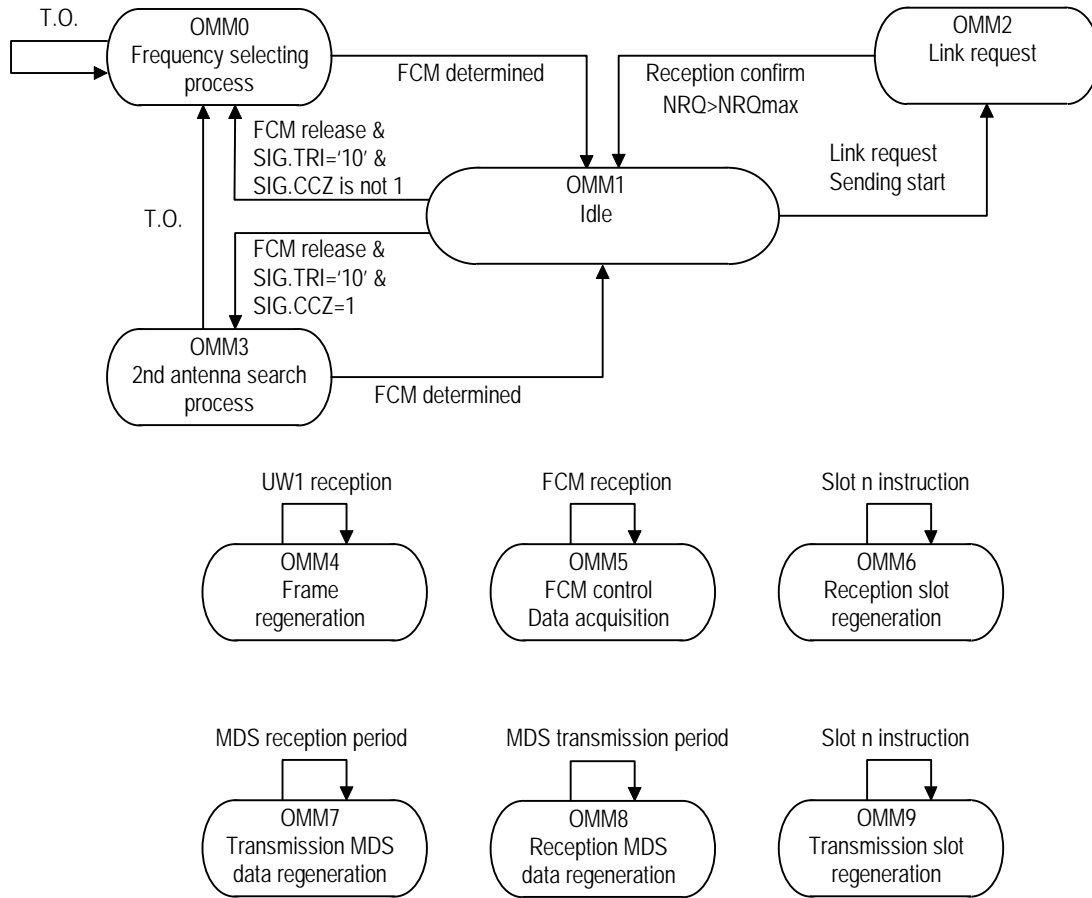 T.O.
OMM0
Frequency selecting
process
FCM determined
OMM2
Link request
Reception confirm
NRQ>NRQmax
FCM release &
SIG.TRI=‘10’ &
SIG.CCZ is not 1
OMM1
Idle
Link request
Sending start
T.O.
FCM release &
SIG.TRI=‘10’ &
SIG.CCZ=1
OMM3
2nd antenna search
process
FCM determined
UW1 reception
OMM4
Frame
regeneration
FCM reception
OMM5
FCM control
Data acquisition
Slot n instruction
OMM6
Reception slot
regeneration
MDS reception period
OMM7
Transmission MDS
data regeneration
MDS transmission period
OMM8
Reception MDS
data regeneration
Slot n instruction
OMM9
Transmission slot
regeneration